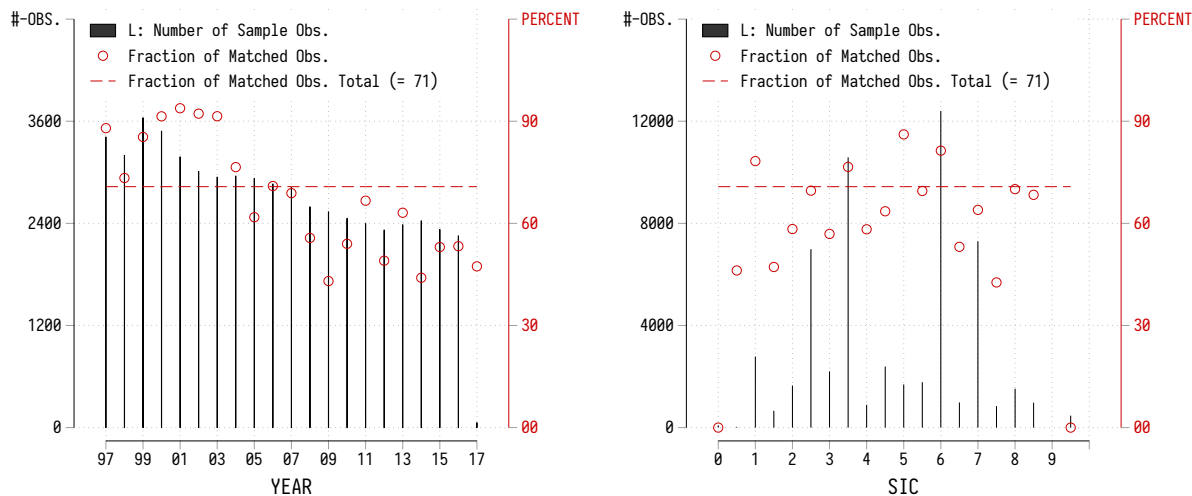 #-OBS.
PERCENT
L: Number of Sample Obs.
Fraction of Matched Obs.
Fraction of Matched Obs. Total (= 71)
3600
2400
1200
0
90
60
30
00
97 99 01 03 05 07 09 11 13 15 17
YEAR
#-OBS.
PERCENT
L: Number of Sample Obs.
Fraction of Matched Obs.
Fraction of Matched Obs. Total (= 71)
12000
8000
4000
0
90
60
30
00
0 1 2 3 4 5 6 7 8 9
SIC